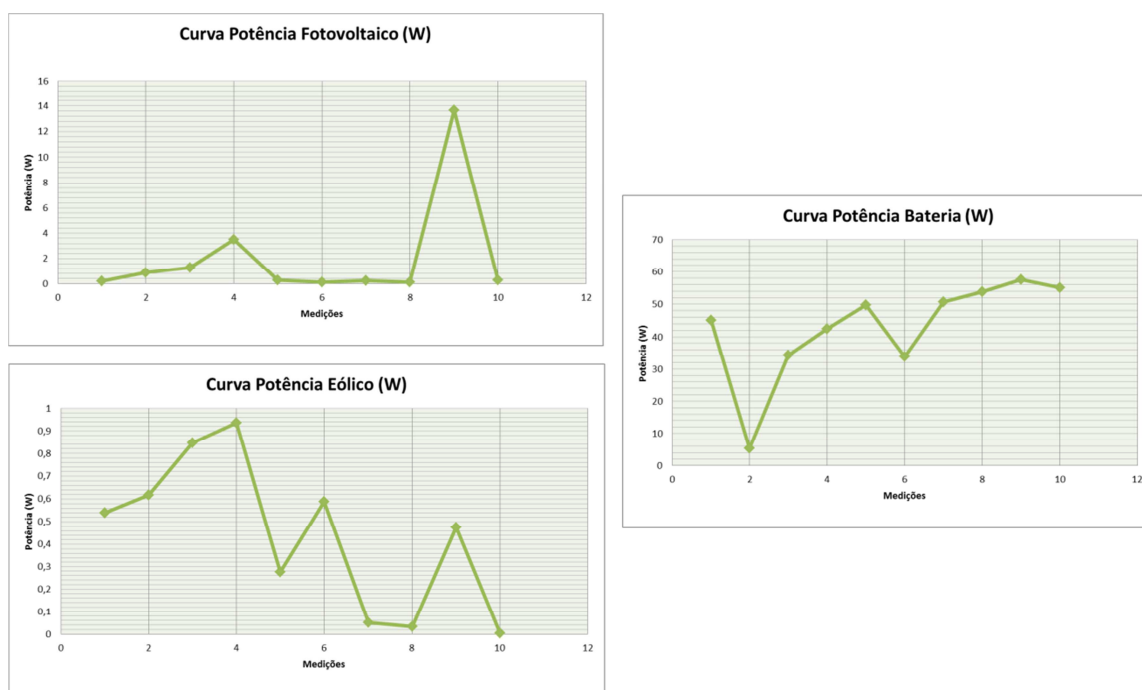 Curva Potência Fotovoltaico (W)
16
14
12
10
8
6
4
2
0
0 2 4 6 8 10 12
Potência (W)
Medições
Curva Potência Eólico (W)
1
0,9
0,8
0,7
0,6
0,5
0,4
0,3
0,2
0,1
0
0 2 4 6 8 10 12
Potência (W)
Medições
Curva Potência Bateria (W)
70
60
50
40
30
20
10
0
0 2 4 6 8 10 12
Potência (W)
Medições